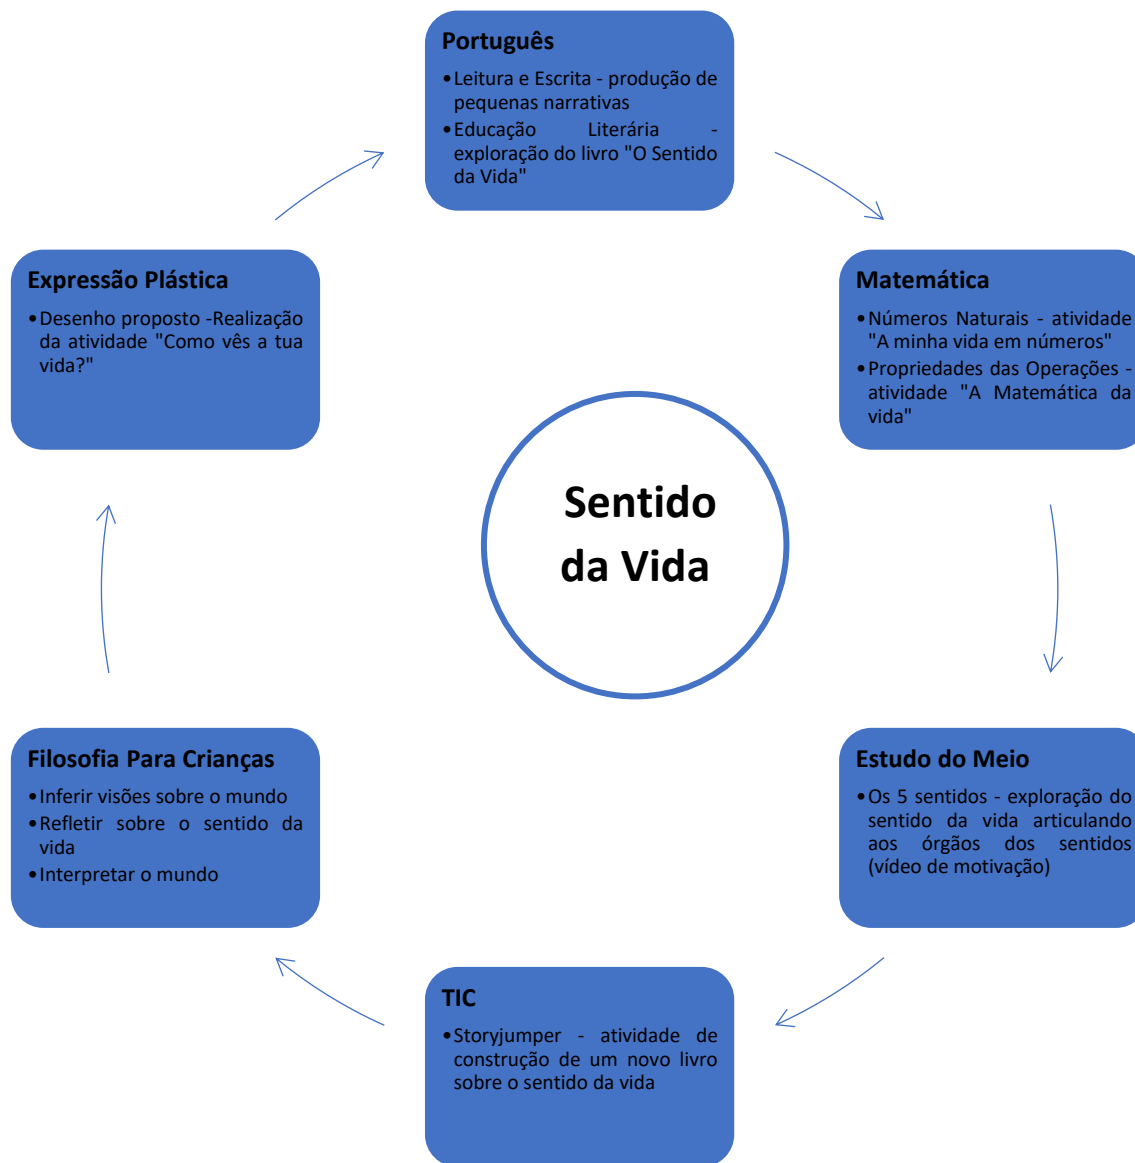 Português
•Leitura e Escrita - produção de
pequenas narrativas
•Educação Literária -
exploração do livro "O Sentido
da Vida"
Matemática
•Números Naturais - atividade
"A minha vida em números"
•Propriedades das Operações -
atividade "A Matemática da
vida"
Estudo do Meio
•Os 5 sentidos - exploração do
sentido da vida articulando
aos órgãos dos sentidos
(vídeo de motivação)
TIC
•Storyjumper - atividade de
construção de um novo livro
sobre o sentido da vida
Filosofia Para Crianças
•Inferir visões sobre o mundo
•Refletir sobre o sentido da
vida
•Interpretar o mundo
Expressão Plástica
•Desenho proposto -Realização
da atividade "Como vês a tua
vida?"
Sentido
da Vida